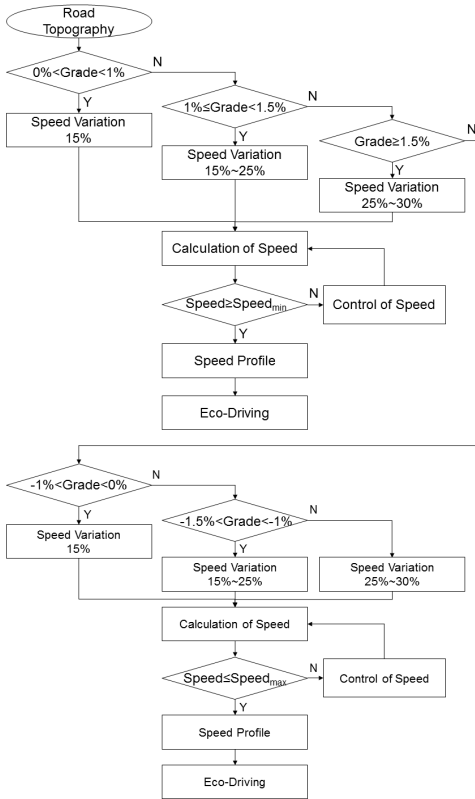 Road
Topography
0%<Grade<1%
N
Y
1%≤Grade<1.5%
N
Speed Variation
15%
Y
Grade≥1.5%
N
Speed Variation
15%~25%
Y
Speed Variation
25%~30%
Calculation of Speed
Speed≥Speedmin
N
Control of Speed
Y
Speed Profile
Eco-Driving
-1%<Grade<0%
N
Y
-1.5%<Grade<-1%
N
Speed Variation
15%
Y
Speed Variation
15%~25%
Speed Variation
25%~30%
Calculation of Speed
Speed≤Speedmax
N
Control of Speed
Y
Speed Profile
Eco-Driving